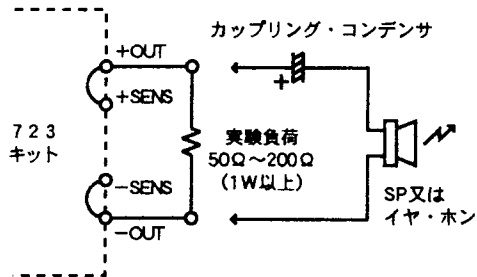 カップリング・コンデンサ
+OUT
+
+SENS
723
キット
実験負荷
50Ω～200Ω
(1W以上)
-SENS
-OUT
SP又は
イヤ・ホン